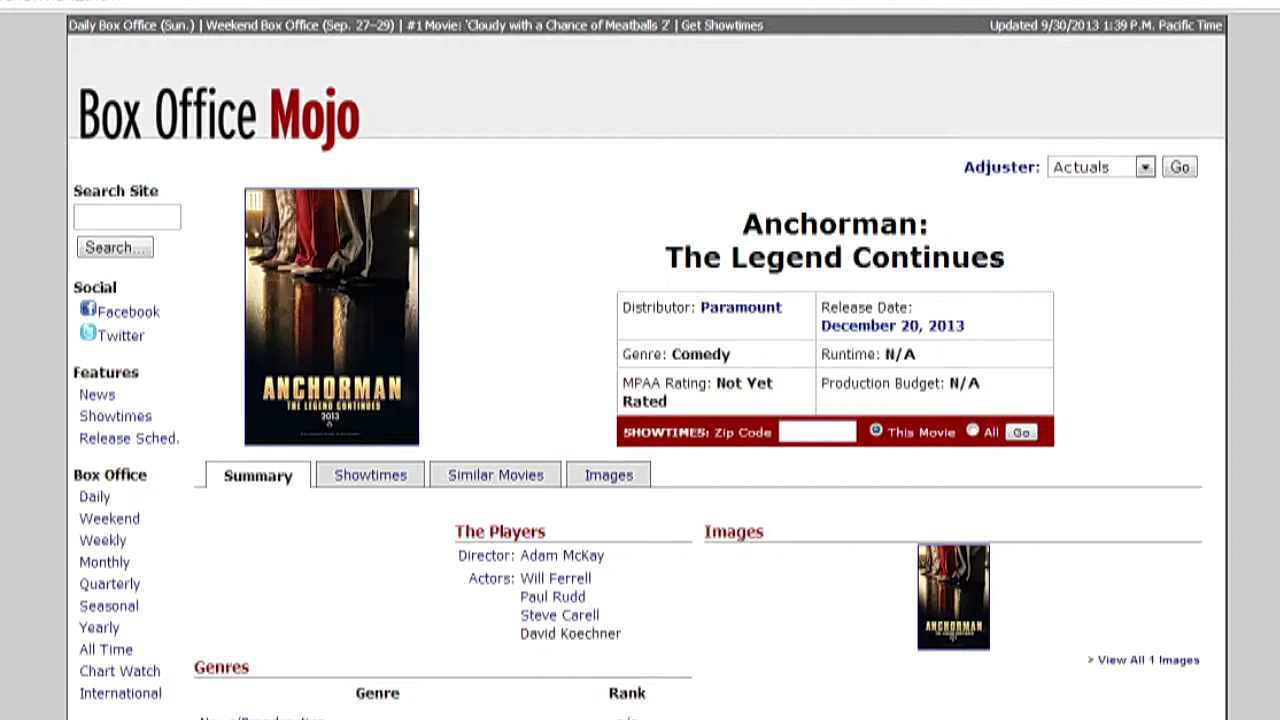 Daily Box Office (Sun.) | Weekend Box Office (Sep. 27–29) | #1 Movie: 'Cloudy with a Chance of Meatballs 2' | Get Showtimes
Updated 9/30/2013 1:39 P.M. Pacific Time
Box Office Mojo
Adjuster: Actuals Go
Search Site
Search...
Social
Facebook
Twitter
Features
News
Showtimes
Release Sched.
Box Office
Daily
Weekend
Weekly
Monthly
Quarterly
Seasonal
Yearly
All Time
Chart Watch
International
ANCHORMAN
THE LEGEND CONTINUES
2013
Anchorman:
The Legend Continues
Distributor: Paramount
Release Date:
December 20, 2013
Genre: Comedy
Runtime: N/A
MPAA Rating: Not Yet
Rated
Production Budget: N/A
SHOWTIMES: Zip Code This Movie All Go
Summary
Showtimes
Similar Movies
Images
The Players
Director: Adam McKay
Actors: Will Ferrell
Paul Rudd
Steve Carell
David Koechner
Images
ANCHORMAN
> View All 1 Images
Genres
Genre Rank